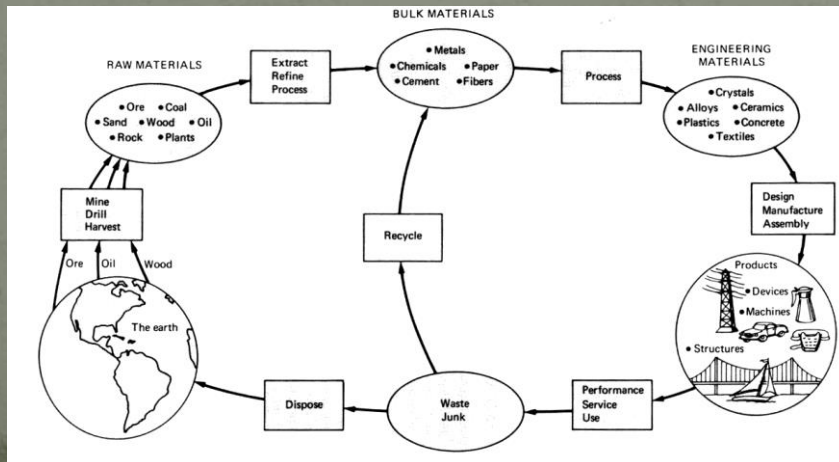 BULK MATERIALS
• Metals
• Chemicals • Paper
• Cement • Fibers
RAW MATERIALS
• Ore • Coal
• Sand • Wood • Oil
• Rock • Plants
Extract
Refine
Process
Process
ENGINEERING
MATERIALS
• Crystals
• Alloys • Ceramics
• Plastics • Concrete
• Textiles
Mine
Drill
Harvest
Ore Oil Wood
The earth
Recycle
Design
Manufacture
Assembly
Products
• Devices
• Machines
• Structures
Dispose
Waste
Junk
Performance
Service
Use